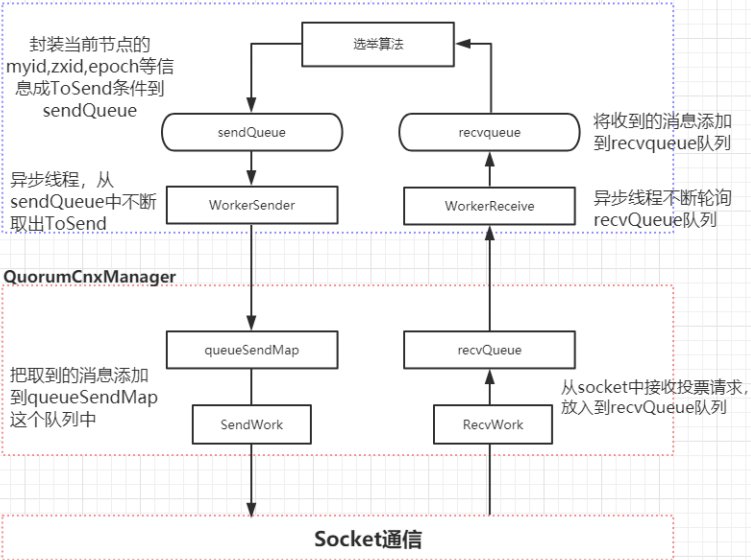 封装当前节点的
myid,zxid,epoch等信
息成ToSend条件到
sendQueue
选举算法
sendQueue
recvqueue
将收到的消息添加
到recvqueue队列
异步线程，从
sendQueue中不断
取出ToSend
WorkerSender
WorkerReceive
异步线程不断轮询
recvQueue队列
QuorumCnxManager
queueSendMap
recvQueue
把取到的消息添加
到queueSendMap
这个队列中
SendWork
RecvWork
从socket中接收投票请求，
放入到recvQueue队列
Socket通信